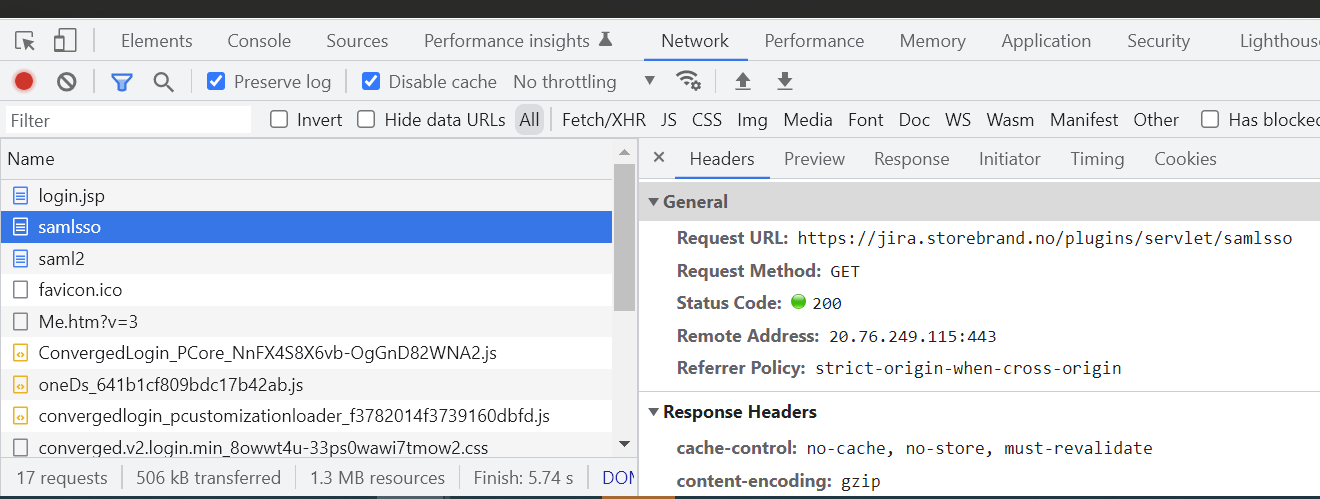 Elements Console Sources Performance insights Network Performance Memory Application Security Lighthous
Preserve log Disable cache No throttling
Filter Invert Hide data URLs All Fetch/XHR JS CSS Img Media Font Doc WS Wasm Manifest Other Has blocked
Name
Headers Preview Response Initiator Timing Cookies
login.jsp
samlsso
saml2
favicon.ico
Me.htm?v=3
ConvergedLogin_PCore_NnFX4S8X6vb-OgGnD82WNA2.js
oneDs_641b1cf809bdc17b42ab.js
convergedlogin_pcustomizationloader_f3782014f3739160dbfd.js
converged.v2.login.min_8owwt4u-33ps0wawi7tmow2.css
17 requests 506 kB transferred 1.3 MB resources Finish: 5.74 s DOM
General
Request URL: https://jira.storebrand.no/plugins/servlet/samlsso
Request Method: GET
Status Code: 200
Remote Address: 20.76.249.115:443
Referrer Policy: strict-origin-when-cross-origin
Response Headers
cache-control: no-cache, no-store, must-revalidate
content-encoding: gzip